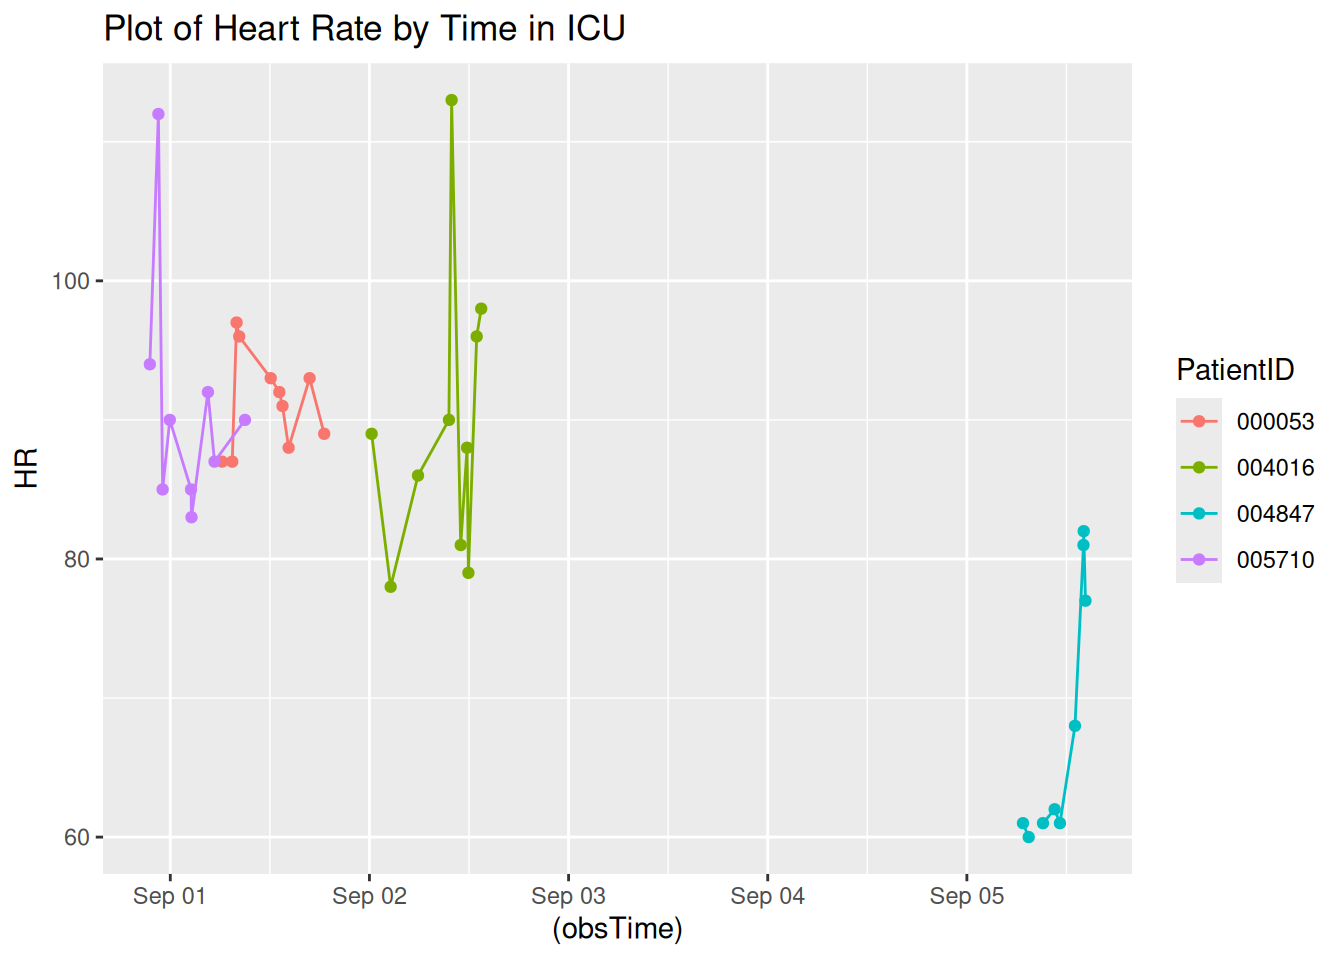 Plot of Heart Rate by Time in ICU
HR
100
80
60
Sep 01 Sep 02 Sep 03 Sep 04 Sep 05
(obsTime)
PatientID
000053
004016
004847
005710